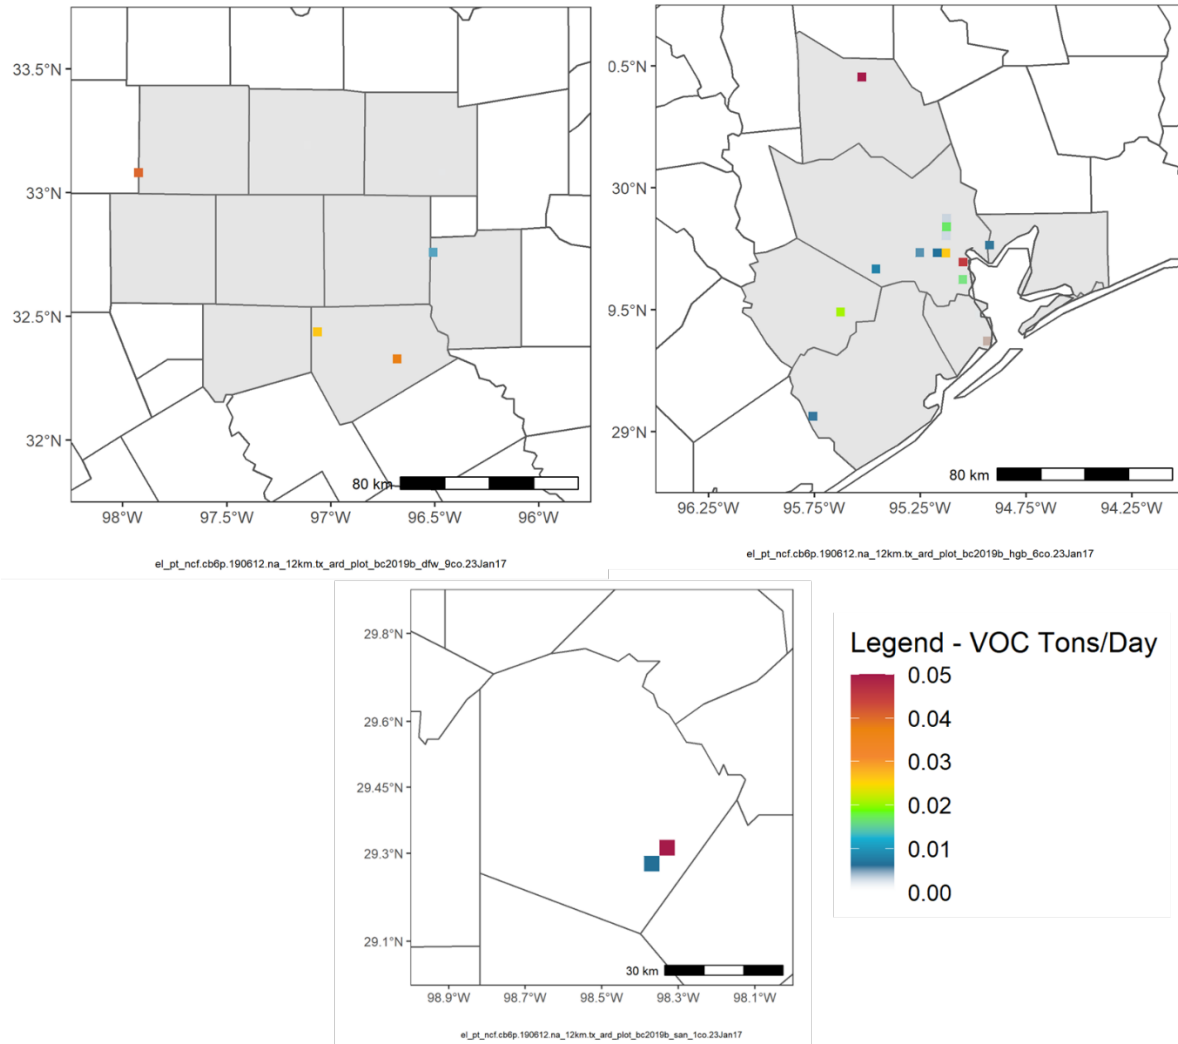 33.5°N
33°N
32.5°N
32°N
80 km
98°W 97.5°W 97°W 96.5°W 96°W
el_pt_ncf.cb6p.190612.na_12km.tx_ard_plot_bc2019b_dfw_9co.23Jan17
0.5°N
30°N
9.5°N
29°N
80 km
96.25°W 95.75°W 95.25°W 94.75°W 94.25°W
el_pt_ncf.cb6p.190612.na_12km.tx_ard_plot_bc2019b_hgb_6co.23Jan17
29.8°N
29.6°N
29.45°N
29.3°N
29.1°N
30 km
98.9°W 98.7°W 98.5°W 98.3°W 98.1°W
el_pt_ncf.cb6p.190612.na_12km.tx_ard_plot_bc2019b_san_1co.23Jan17
Legend - VOC Tons/Day
0.05
0.04
0.03
0.02
0.01
0.00